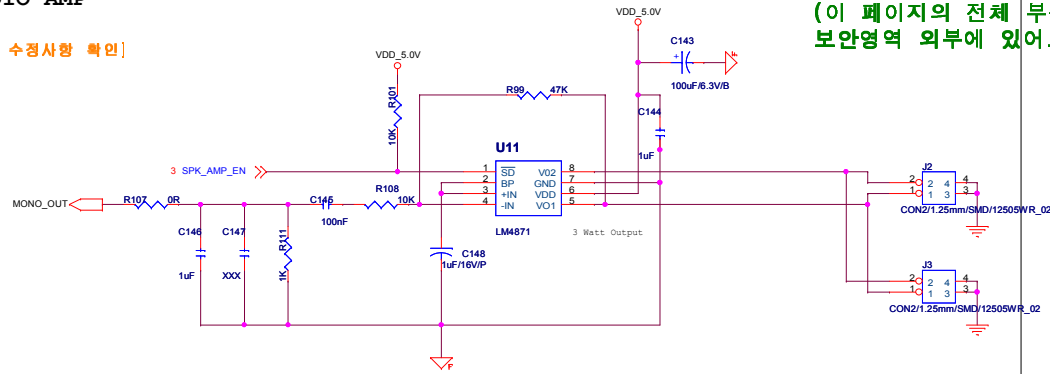 수정사항 확인]
(이 페이지의 전체
보안영역 외부에 있어
VDD_5.0V
C143
+
100uF/6.3V/B
VDD_5.0V
R101
10K
R99 47K
C144
1uF
U11
3 SPK_AMP_EN
1 SD VO2 8
2 BP GND 7
3 +IN VDD 6
4 -IN VO1 5
LM4871
3 Watt Output
MONO_OUT
R107 0R
C145
100nF
R108
10K
C146
1uF
C147
XXX
R111
1K
C148
1uF/16V/P
J2
2 2 4 4
1 1 3 3
CON2/1.25mm/SMD/12505WR_02
J3
2 2 4 4
1 1 3 3
CON2/1.25mm/SMD/12505WR_02